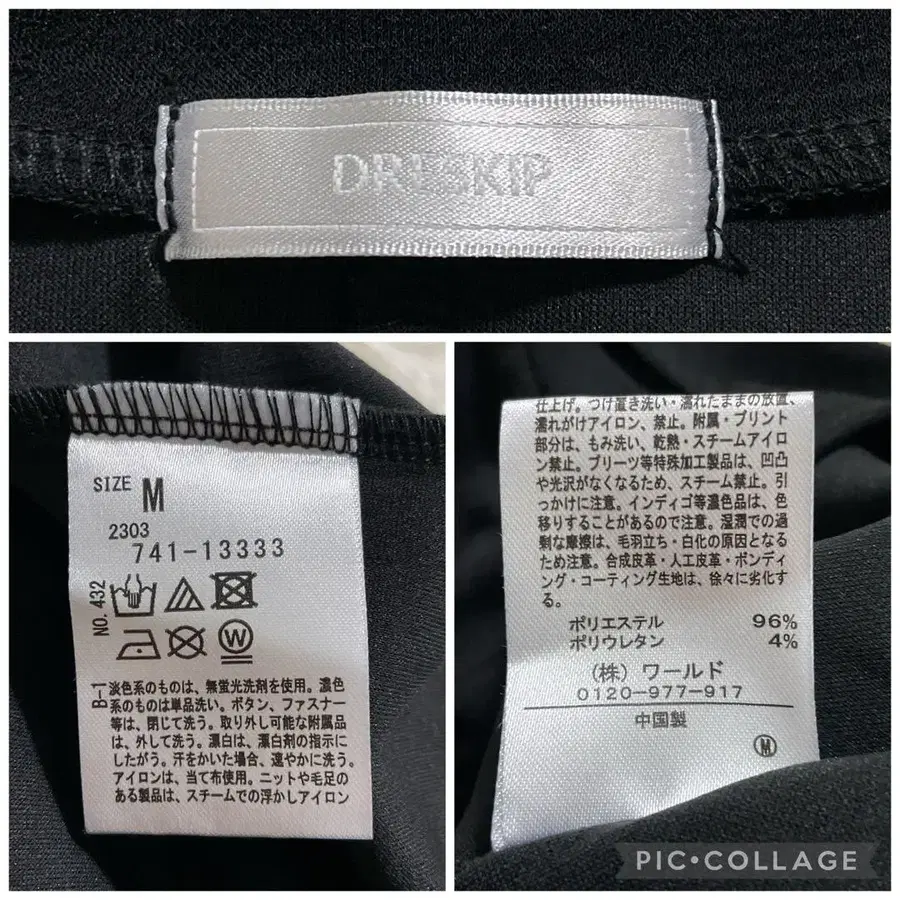 DRESKIP
SIZE M
2303
741-13333
NO.432
W
B-1
淡色系のものは、無蛍光洗剤を使用。濃色
系のものは単品洗い。ボタン、ファスナー
等は、閉じて洗う。取り外し可能な附属品
は、外して洗う。漂白は、漂白剤の指示に
したがう。汗をかいた場合、速やかに洗う。
アイロンは、当て布使用。ニットや毛足の
ある製品は、スチームでの浮かしアイロン
仕上げ。つけ置き洗い・濡れたままの放置、
濡れがけアイロン、禁止。附属・プリント
部分は、もみ洗い、乾熱・スチームアイロ
ン禁止。プリーツ等特殊加工製品は、凹凸
や光沢がなくなるため、スチーム禁止。引
っかけに注意。インディゴ等濃色品は、色
移りすることがあるので注意。湿潤での過
剰な摩擦は、毛羽立ち・白化の原因となる
ため注意。合成皮革・人工皮革・ボンディ
ング・コーティング生地は、徐々に劣化す
る。
ポリエステル 96%
ポリウレタン 4%
(株)ワールド
0120-977-917
中国製
M
PIC•COLLAGE